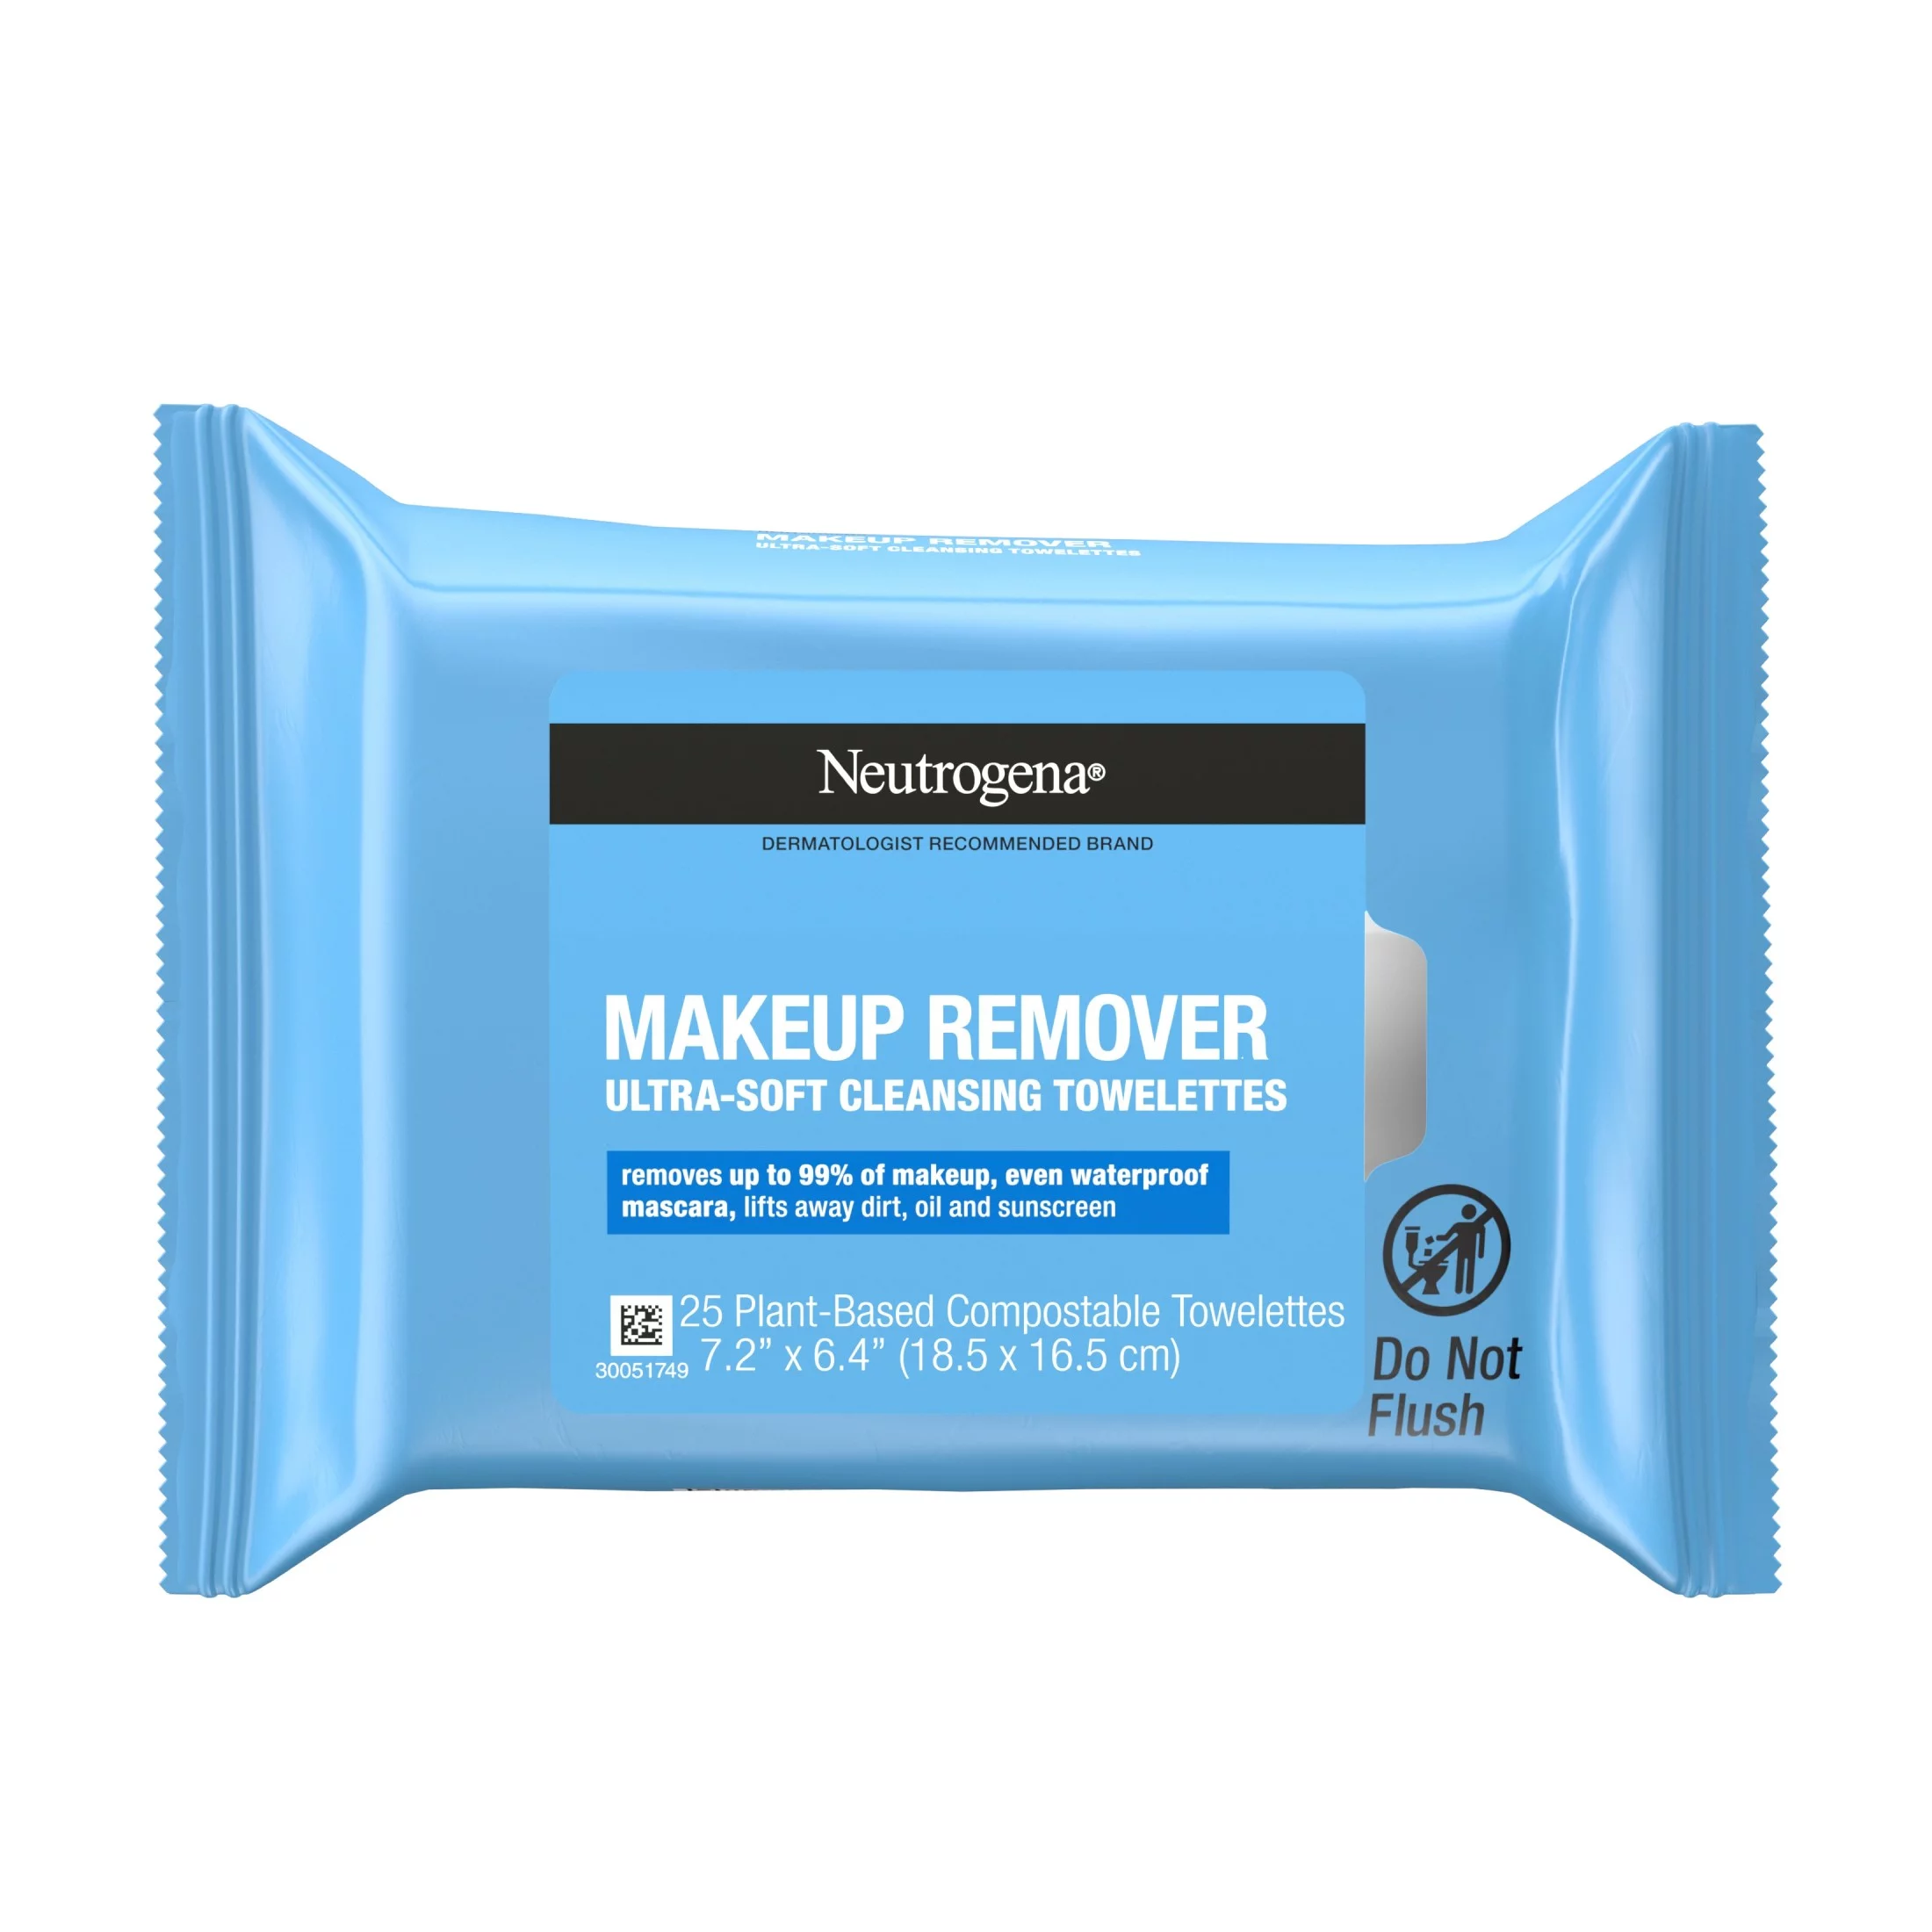 MAKEUP REMOVER
ULTRA-SOFT CLEANSING TOWELETTES
Neutrogena®
DERMATOLOGIST RECOMMENDED BRAND
MAKEUP REMOVER
ULTRA-SOFT CLEANSING TOWELETTES
removes up to 99% of makeup, even waterproof
mascara, lifts away dirt, oil and sunscreen
25 Plant-Based Compostable Towelettes
7.2” x 6.4” (18.5 x 16.5 cm)
30051749
Do Not
Flush